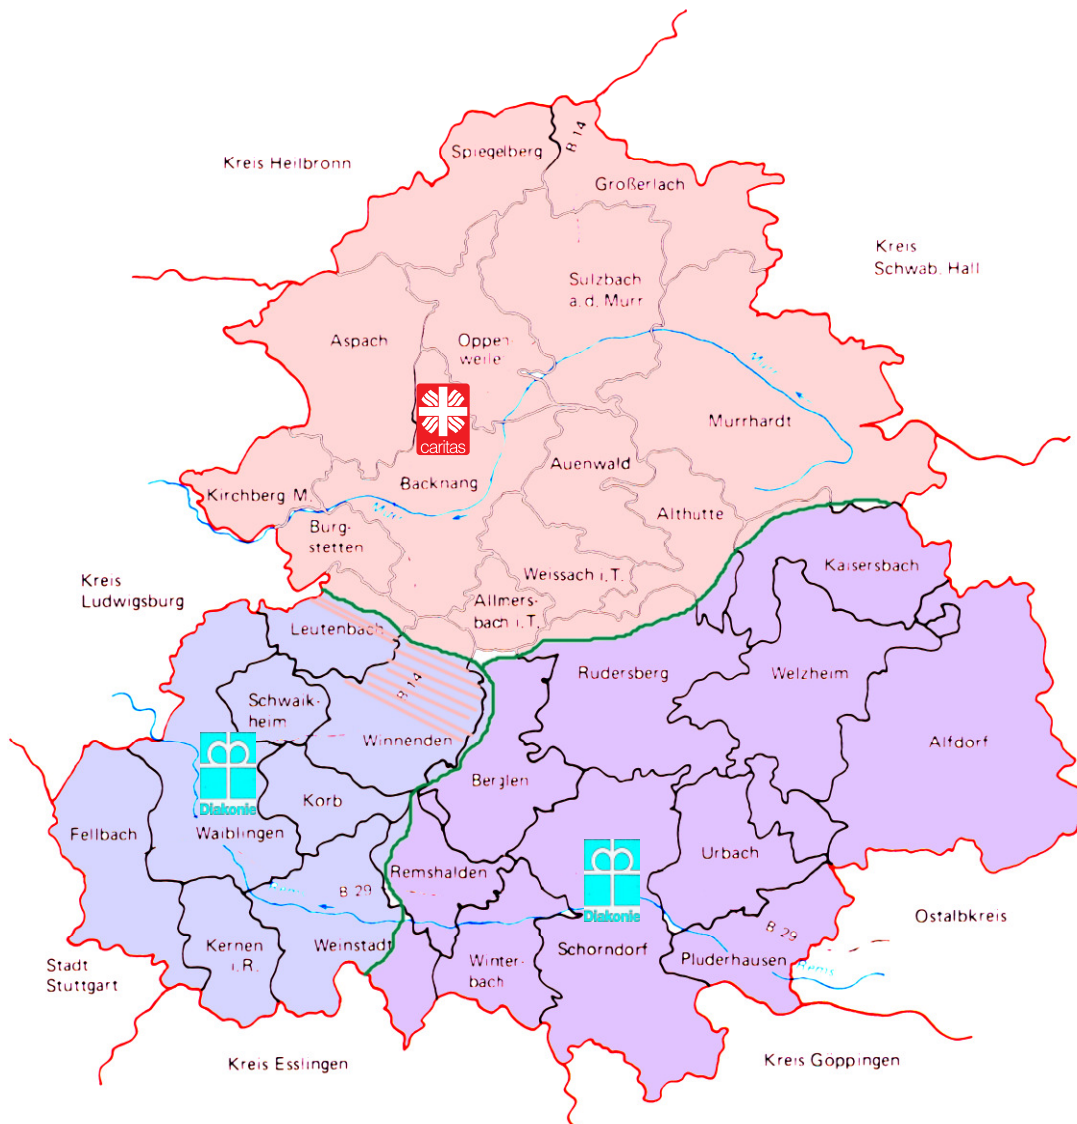 Spiegelberg
B 14
Kreis Heilbronn
Großerlach
Kreis
Schwab. Hall
Sulzbach
a.d. Murr
Aspach
Oppen-
weiler
Murrhardt
caritas
Auenwald
Backnang
Kirchberg M.
Althutte
Burg-
stetten
Weissach i.T.
Kaisersbach
Kreis
Ludwigsburg
Allmers-
bach i.T.
Leutenbach
Rudersberg
Welzheim
B 14
Schwaik-
heim
Winnenden
Alfdorf
Berglen
Korb
Diakonie
Fellbach
Waiblingen
Urbach
Remshalden
B 29
Diakonie
Ostalbkreis
B 29
Kernen
i.R.
Weinstadt
Schorndorf
Winter-
bach
Pluderhausen
Rems
Stadt
Stuttgart
Kreis Esslingen
Kreis Göppingen